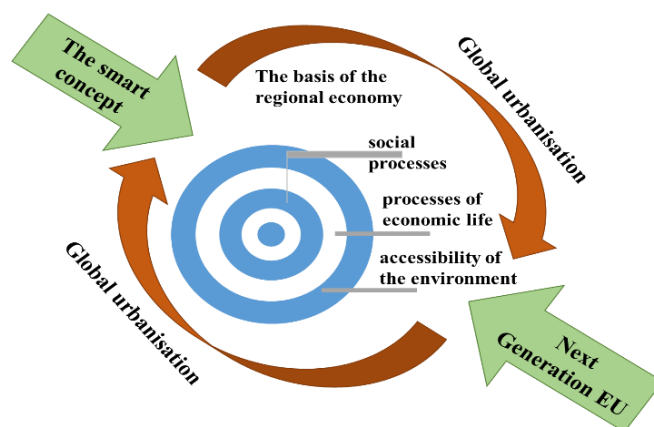 The smart
concept
Global urbanisation
The basis of the
regional economy
social
processes
processes of
economic life
accessibility of
the environment
Global urbanisation
Next
Generation EU